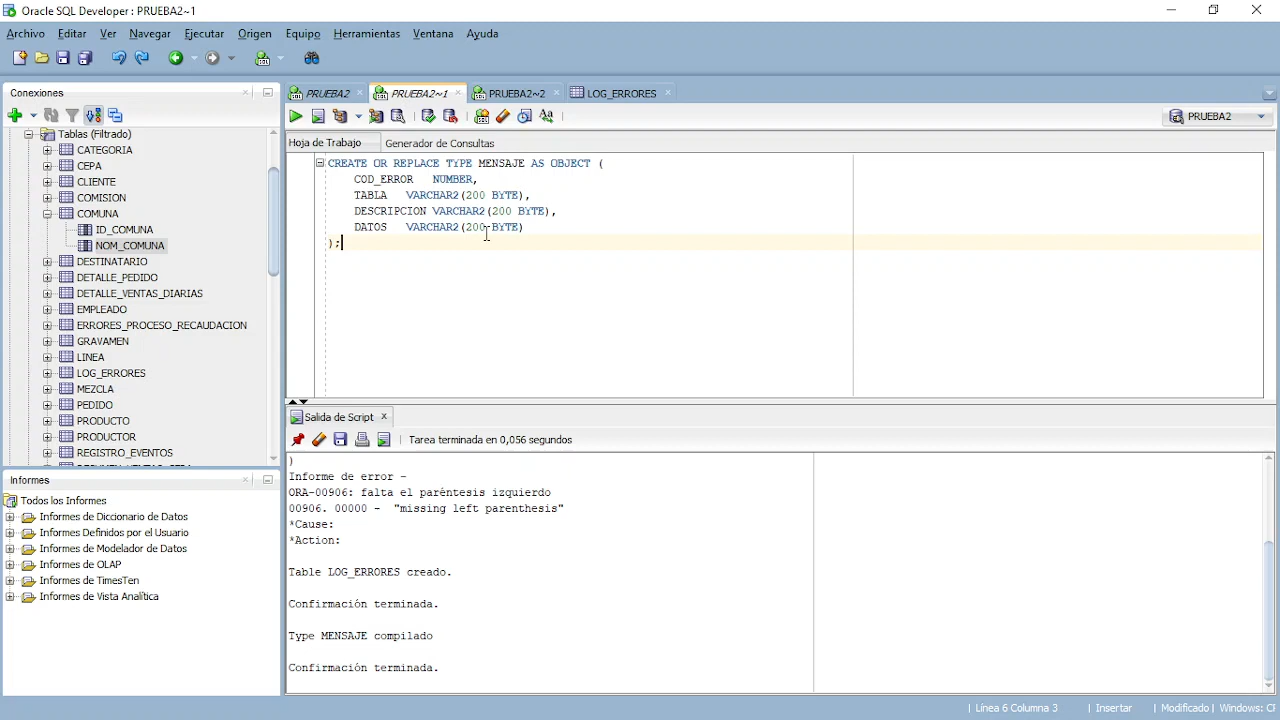 Oracle SQL Developer : PRUEBA2~1
Archivo Editar Ver Navegar Ejecutar Origen Equipo Herramientas Ventana Ayuda
Conexiones
Tablas (Filtrado)
CATEGORIA
CEPA
CLIENTE
COMISION
COMUNA
ID_COMUNA
NOM_COMUNA
DESTINATARIO
DETALLE_PEDIDO
DETALLE_VENTAS_DIARIAS
EMPLEADO
ERRORES_PROCESO_RECAUDACION
GRAVAMEN
LINEA
LOG_ERRORES
MEZCLA
PEDIDO
PRODUCTO
PRODUCTOR
REGISTRO_EVENTOS
Informes
Todos los Informes
Informes de Diccionario de Datos
Informes Definidos por el Usuario
Informes de Modelador de Datos
Informes de OLAP
Informes de TimesTen
Informes de Vista Analítica
PRUEBA2 PRUEBA2~1 PRUEBA2~2 LOG_ERRORES
PRUEBA2
Hoja de Trabajo Generador de Consultas
CREATE OR REPLACE TYPE MENSAJE AS OBJECT (
COD_ERROR NUMBER,
TABLA VARCHAR2(200 BYTE),
DESCRIPCION VARCHAR2(200 BYTE),
DATOS VARCHAR2(200 BYTE)
);
Salida de Script
Tarea terminada en 0,056 segundos
)
Informe de error -
ORA-00906: falta el paréntesis izquierdo
00906. 00000 - "missing left parenthesis"
*Cause:
*Action:
Table LOG_ERRORES creado.
Confirmación terminada.
Type MENSAJE compilado
Confirmación terminada.
Línea 6 Columna 3 Insertar Modificado Windows: CF